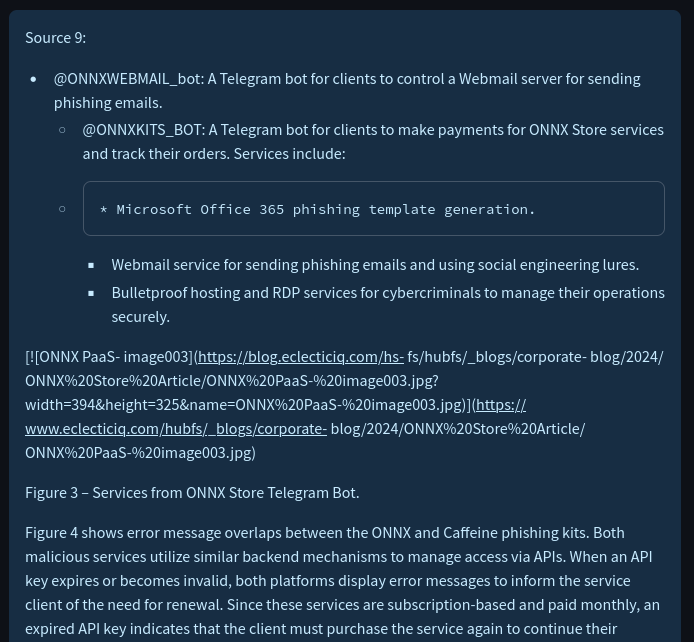 Source 9:
• @ONNXWEBMAIL_bot: A Telegram bot for clients to control a Webmail server for sending
phishing emails.
◦ @ONNXKITS_BOT: A Telegram bot for clients to make payments for ONNX Store services
and track their orders. Services include:
◦ * Microsoft Office 365 phishing template generation.
▪ Webmail service for sending phishing emails and using social engineering lures.
▪ Bulletproof hosting and RDP services for cybercriminals to manage their operations
securely.
[![ONNX PaaS- image003](https://blog.eclecticiq.com/hs- fs/hubfs/_blogs/corporate- blog/2024/
ONNX%20Store%20Article/ONNX%20PaaS-%20image003.jpg?
width=394&height=325&name=ONNX%20PaaS-%20image003.jpg)](https://
www.eclecticiq.com/hubfs/_blogs/corporate- blog/2024/ONNX%20Store%20Article/
ONNX%20PaaS-%20image003.jpg)
Figure 3 – Services from ONNX Store Telegram Bot.
Figure 4 shows error message overlaps between the ONNX and Caffeine phishing kits. Both
malicious services utilize similar backend mechanisms to manage access via APIs. When an API
key expires or becomes invalid, both platforms display error messages to inform the service
client of the need for renewal. Since these services are subscription-based and paid monthly, an
expired API key indicates that the client must purchase the service again to continue their